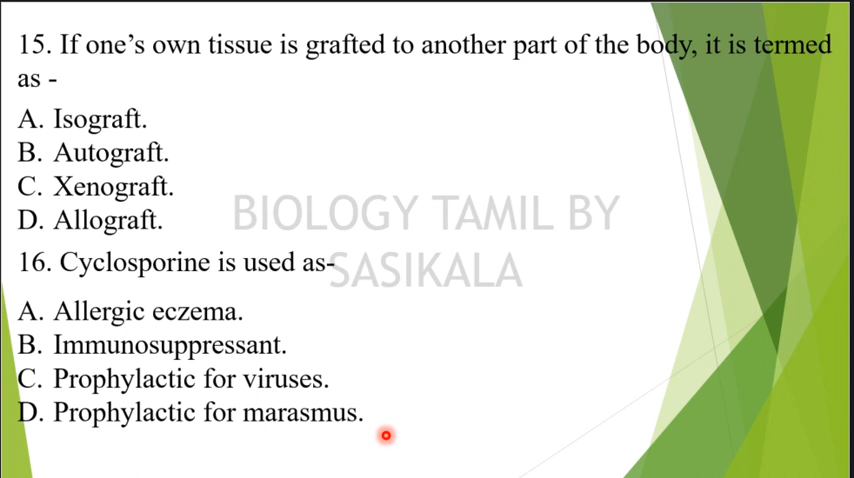 15. If one’s own tissue is grafted to another part of the body, it is termed
as -
A. Isograft.
B. Autograft.
C. Xenograft.
D. Allograft.
BIOLOGY TAMIL BY
SASIKALA
16. Cyclosporine is used as-
A. Allergic eczema.
B. Immunosuppressant.
C. Prophylactic for viruses.
D. Prophylactic for marasmus.